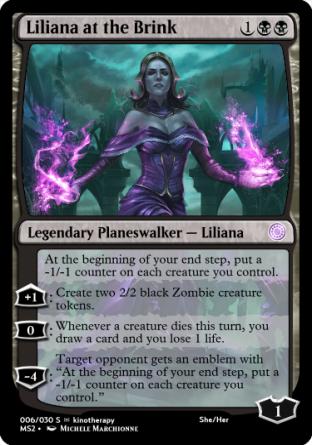 Liliana at the Brink 1
Legendary Planeswalker — Liliana
At the beginning of your end step, put a
-1/-1 counter on each creature you control.
+1: Create two 2/2 black Zombie creature
tokens.
0: Whenever a creature dies this turn, you
draw a card and you lose 1 life.
-4: Target opponent gets an emblem with
“At the beginning of your end step, put a
-1/-1 counter on each creature you
control.”
1
006/030 S kinotherapy She/Her
MS2 • Michele Marchionne